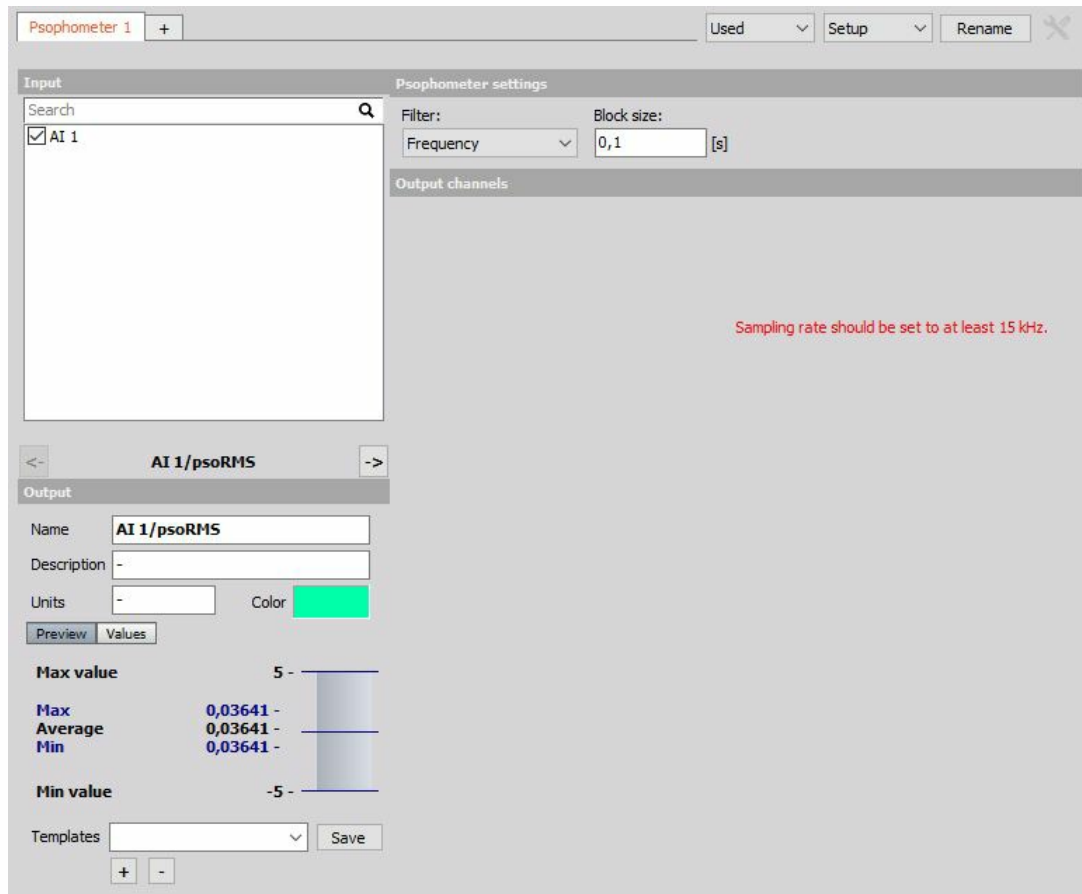 Psophometer 1 + Used Setup Rename
Input
Search
AI 1
Psophometer settings
Filter: Block size:
Frequency 0,1 [s]
Output channels
Sampling rate should be set to at least 15 kHz.
<- AI 1/psoRMS ->
Output
Name AI 1/psoRMS
Description -
Units - Color
Preview Values
Max value 5 -
Max 0,03641 -
Average 0,03641 -
Min 0,03641 -
Min value -5 -
Templates Save
+ -